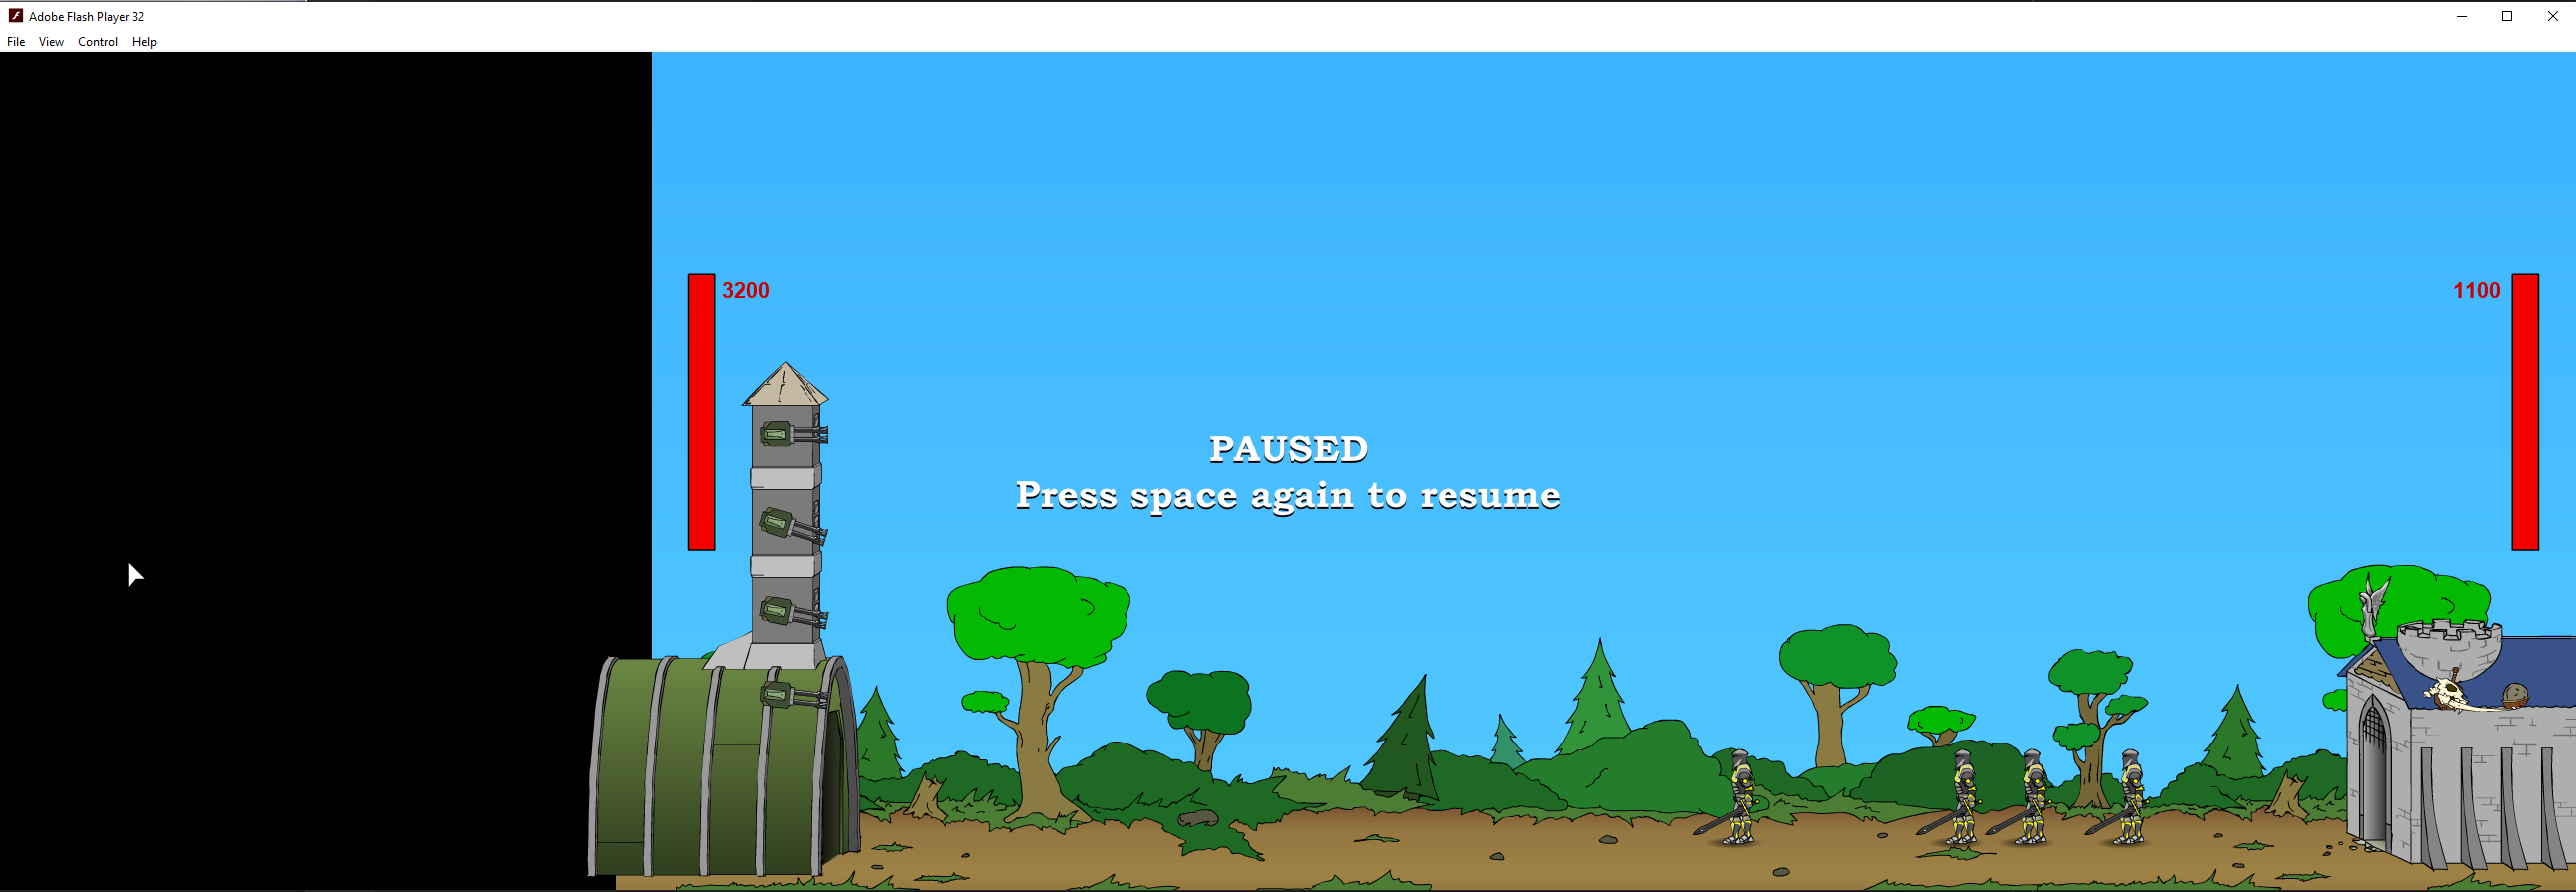 Adobe Flash Player 32
File View Control Help
3200
1100
PAUSED
Press space again to resume